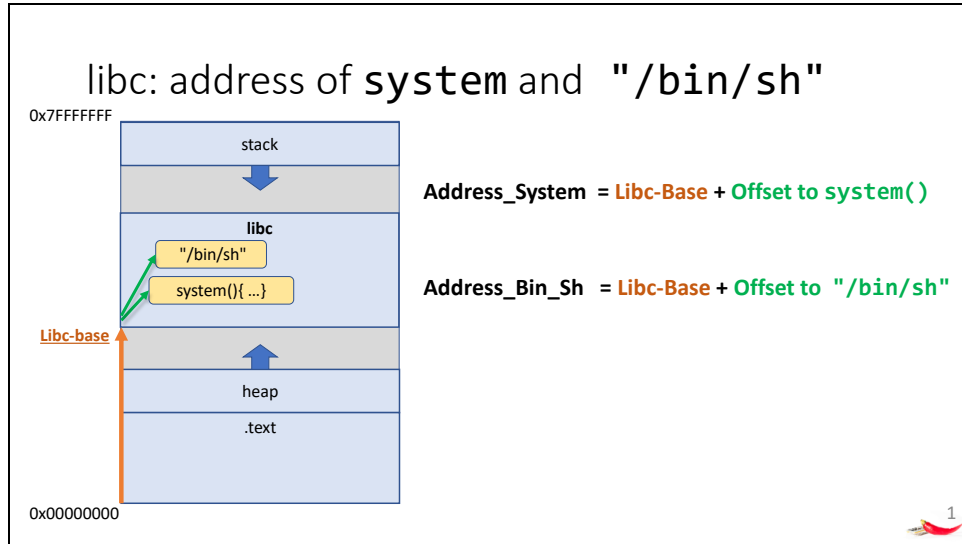 libc: address of system and "/bin/sh"
0x7FFFFFFF
stack
libc
"/bin/sh"
system(){ ...}
Libc-base
heap
.text
0x00000000
Address_System = Libc-Base + Offset to system()
Address_Bin_Sh = Libc-Base + Offset to "/bin/sh"
1